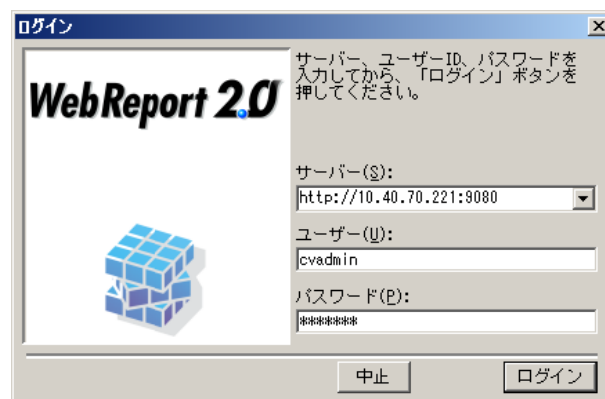 ログイン
WebReport 2.0
サーバー、ユーザーID、パスワードを
入力してから、「ログイン」ボタンを
押してください。
サーバー(S):
http://10.40.70.221:9080
ユーザー(U):
cvadmin
パスワード(P):
*******
中止
ログイン